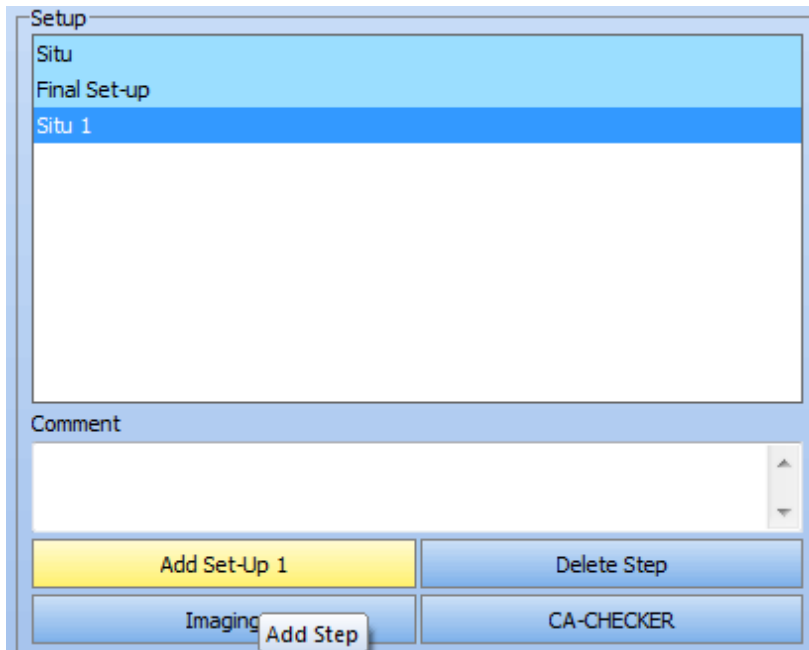 Setup
Situ
Final Set-up
Situ 1
Comment
Add Set-Up 1
Delete Step
Imaging
Add Step
CA-CHECKER